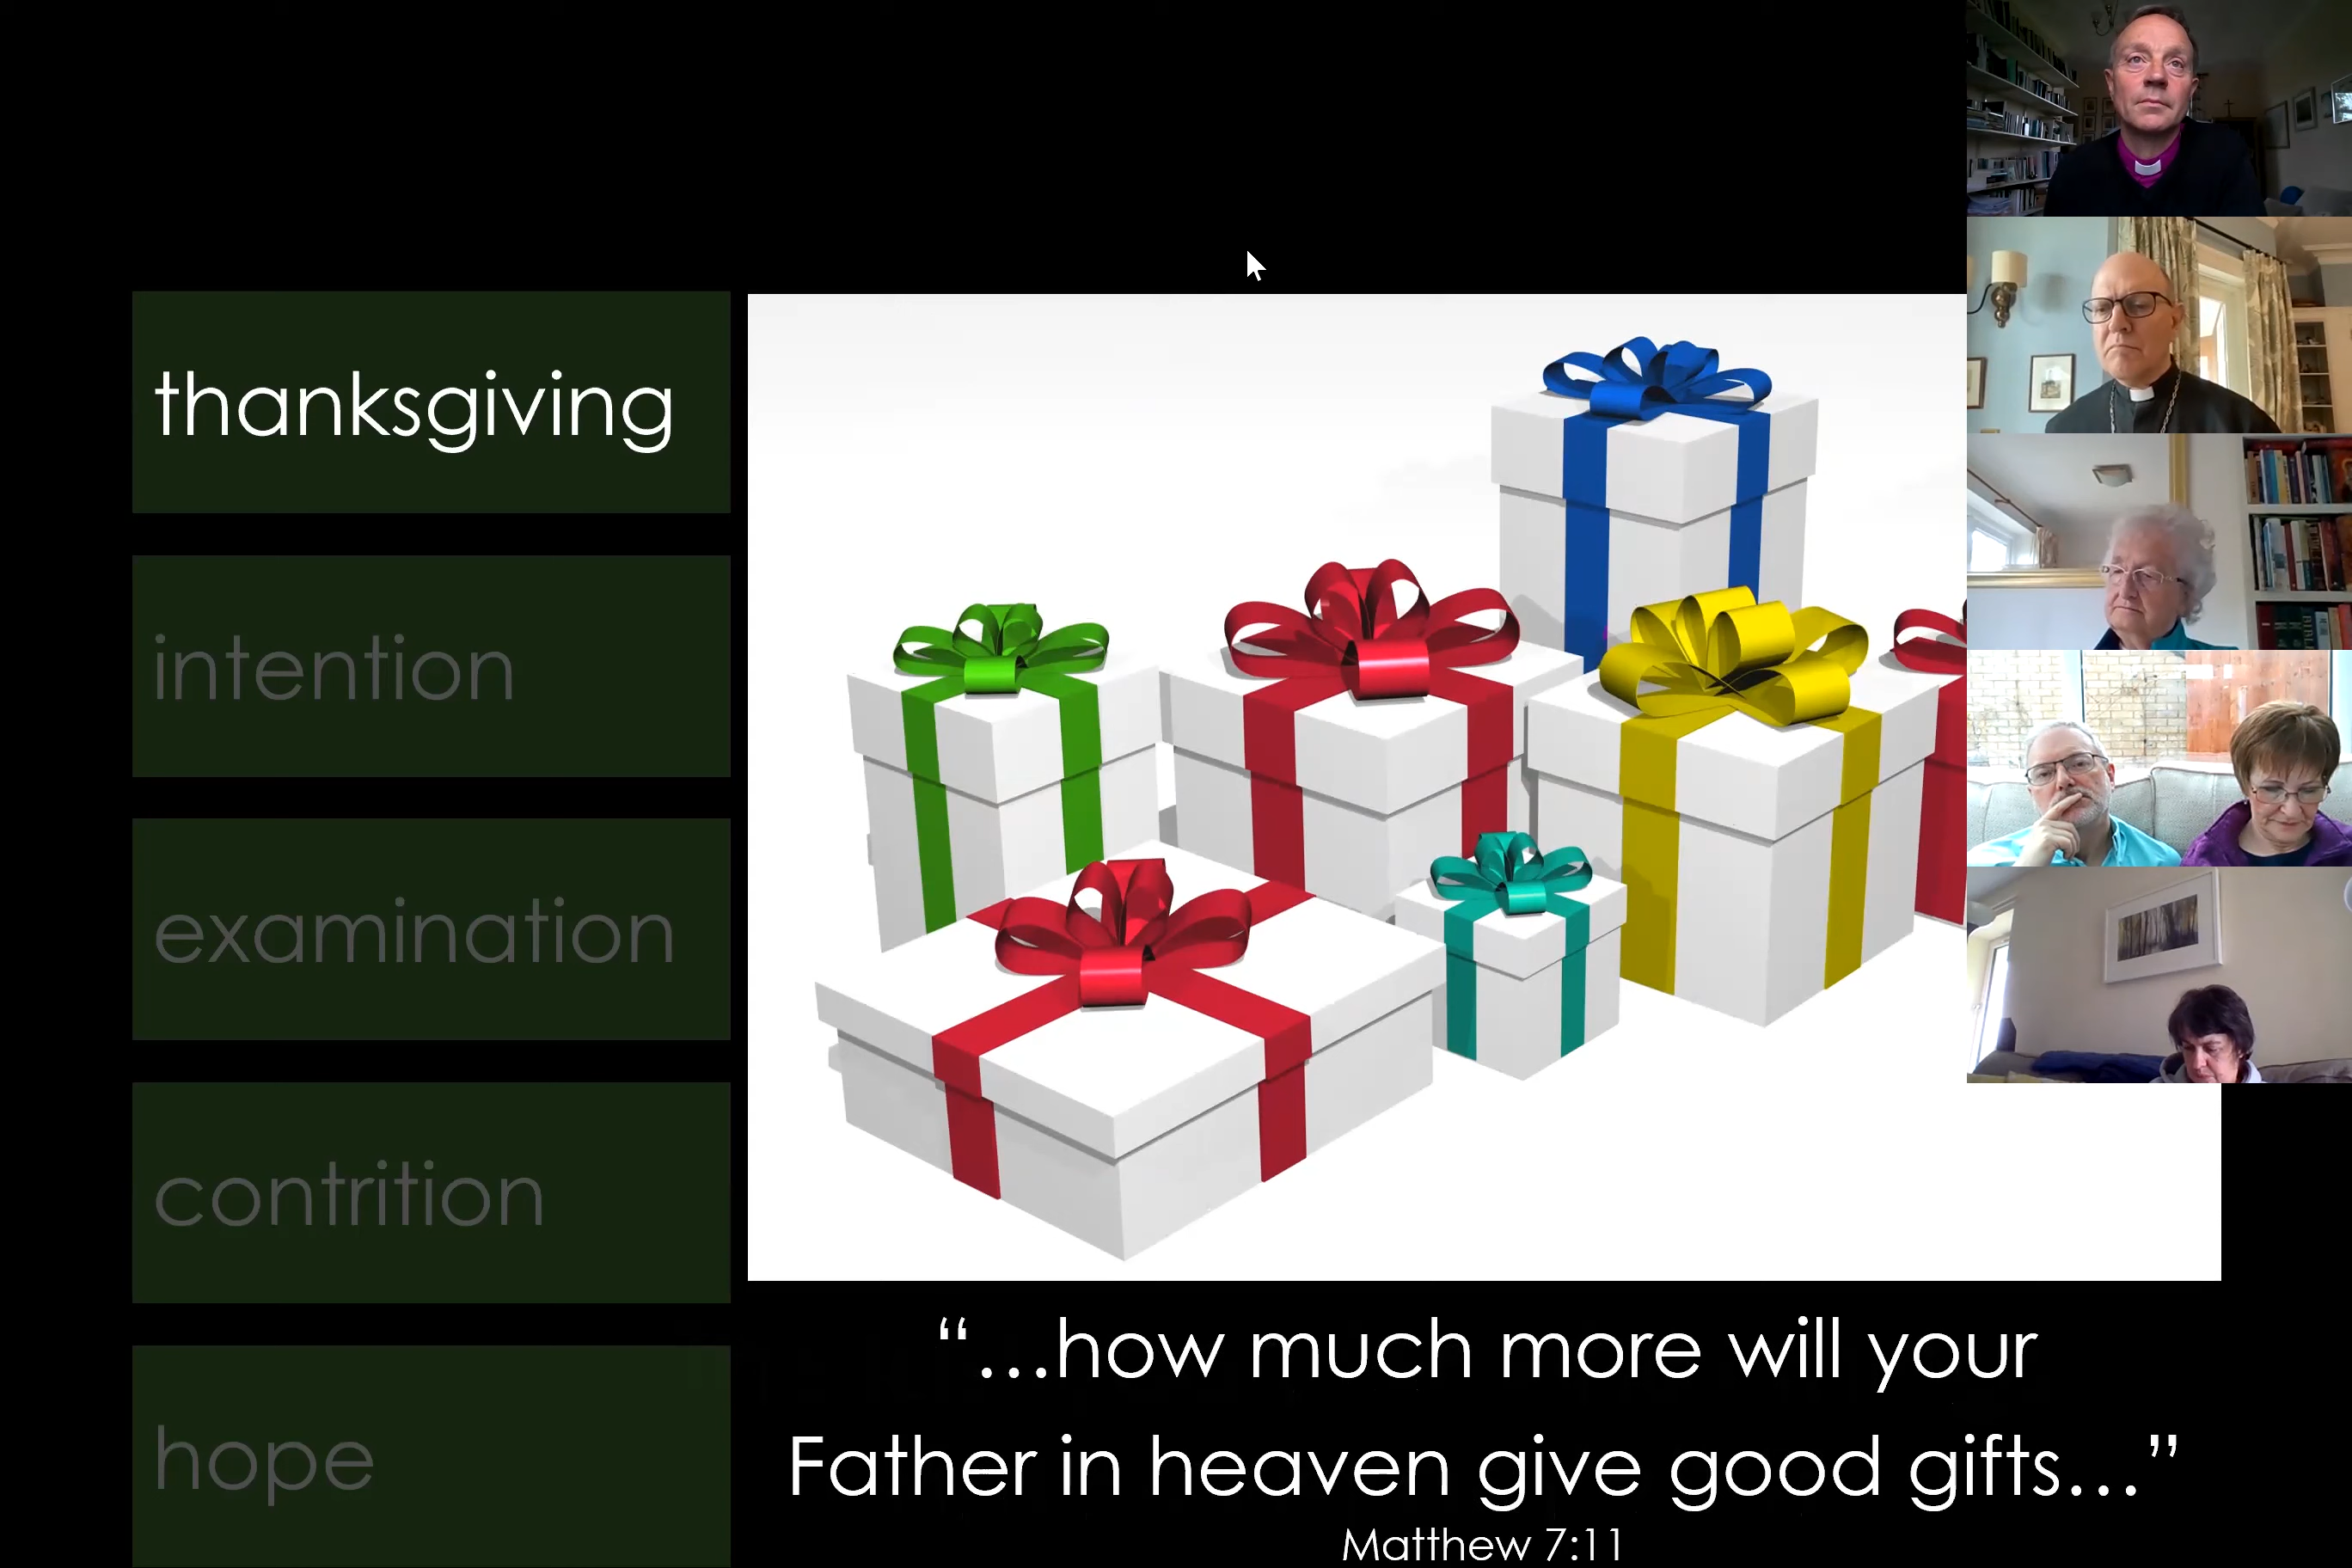 thanksgiving
intention
examination
contrition
hope
“...how much more will your
Father in heaven give good gifts...”
Matthew 7:11